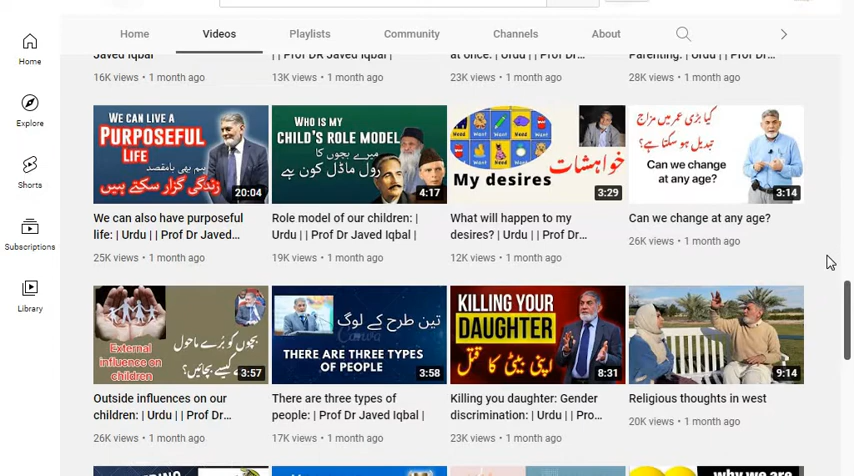 Home
Videos
Playlists
Community
Channels
About
Home
Explore
Shorts
Subscriptions
Library
Javed Iqbal
| | Prof DR Javed Iqbal |
at once: | Urdu | | Prof Dr...
Parenting: | Urdu | | Prof Dr...
16K views • 1 month ago
13K views • 1 month ago
23K views • 1 month ago
28K views • 1 month ago
WE CAN LIVE A
PURPOSEFUL
LIFE
ہم بھی بامقصد
زندگی گزار سکتے ہیں
20:04
WHO IS MY
CHILD'S ROLE MODEL
میرے بچوں کا
رول ماڈل کون ہے
4:17
Want
Need
Want
Need
خواہشات
My desires
3:29
کیا بڑی عمر میں مزاج
تبدیل ہو سکتا ہے؟
Can we change
at any age?
3:14
We can also have purposeful
life: | Urdu | | Prof Dr Javed...
25K views • 1 month ago
Role model of our children: |
Urdu | | Prof Dr Javed Iqbal |
19K views • 1 month ago
What will happen to my
desires? | Urdu | | Prof Dr...
12K views • 1 month ago
Can we change at any age?
26K views • 1 month ago
بچوں کو بُرے ماحول
سے کیسے بچائیں؟
External
influence on
children
3:57
تین طرح کے لوگ
Canva
THERE ARE THREE TYPES
OF PEOPLE
3:58
KILLING YOUR
DAUGHTER
اپنی بیٹی کا قتل
8:31
9:14
Outside influences on our
children: | Urdu | | Prof Dr...
26K views • 1 month ago
There are three types of
people: | Prof Dr Javed Iqbal |
17K views • 1 month ago
Killing you daughter: Gender
discrimination: | Urdu | | Pro...
23K views • 1 month ago
Religious thoughts in west
20K views • 1 month ago
why we are